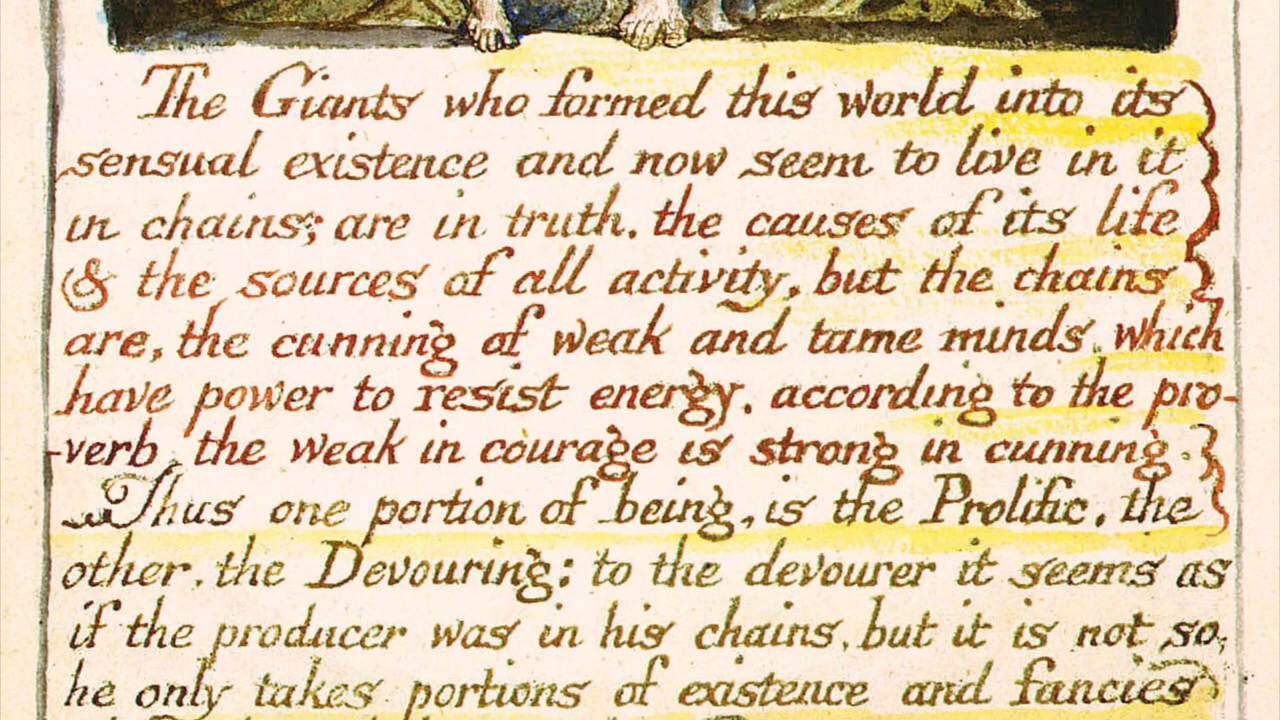 The Giants who formed this world into its
sensual existence and now seem to live in it
in chains; are in truth. the causes of its life
& the sources of all activity, but the chains
are, the cunning of weak and tame minds. which
have power to resist energy. according to the pro-
-verb, the weak in courage is strong in cunning.
Thus one portion of being, is the Prolific. the
other. the Devouring: to the devourer it seems as
if the producer was in his chains, but it is not so,
he only takes portions of existence and fancies